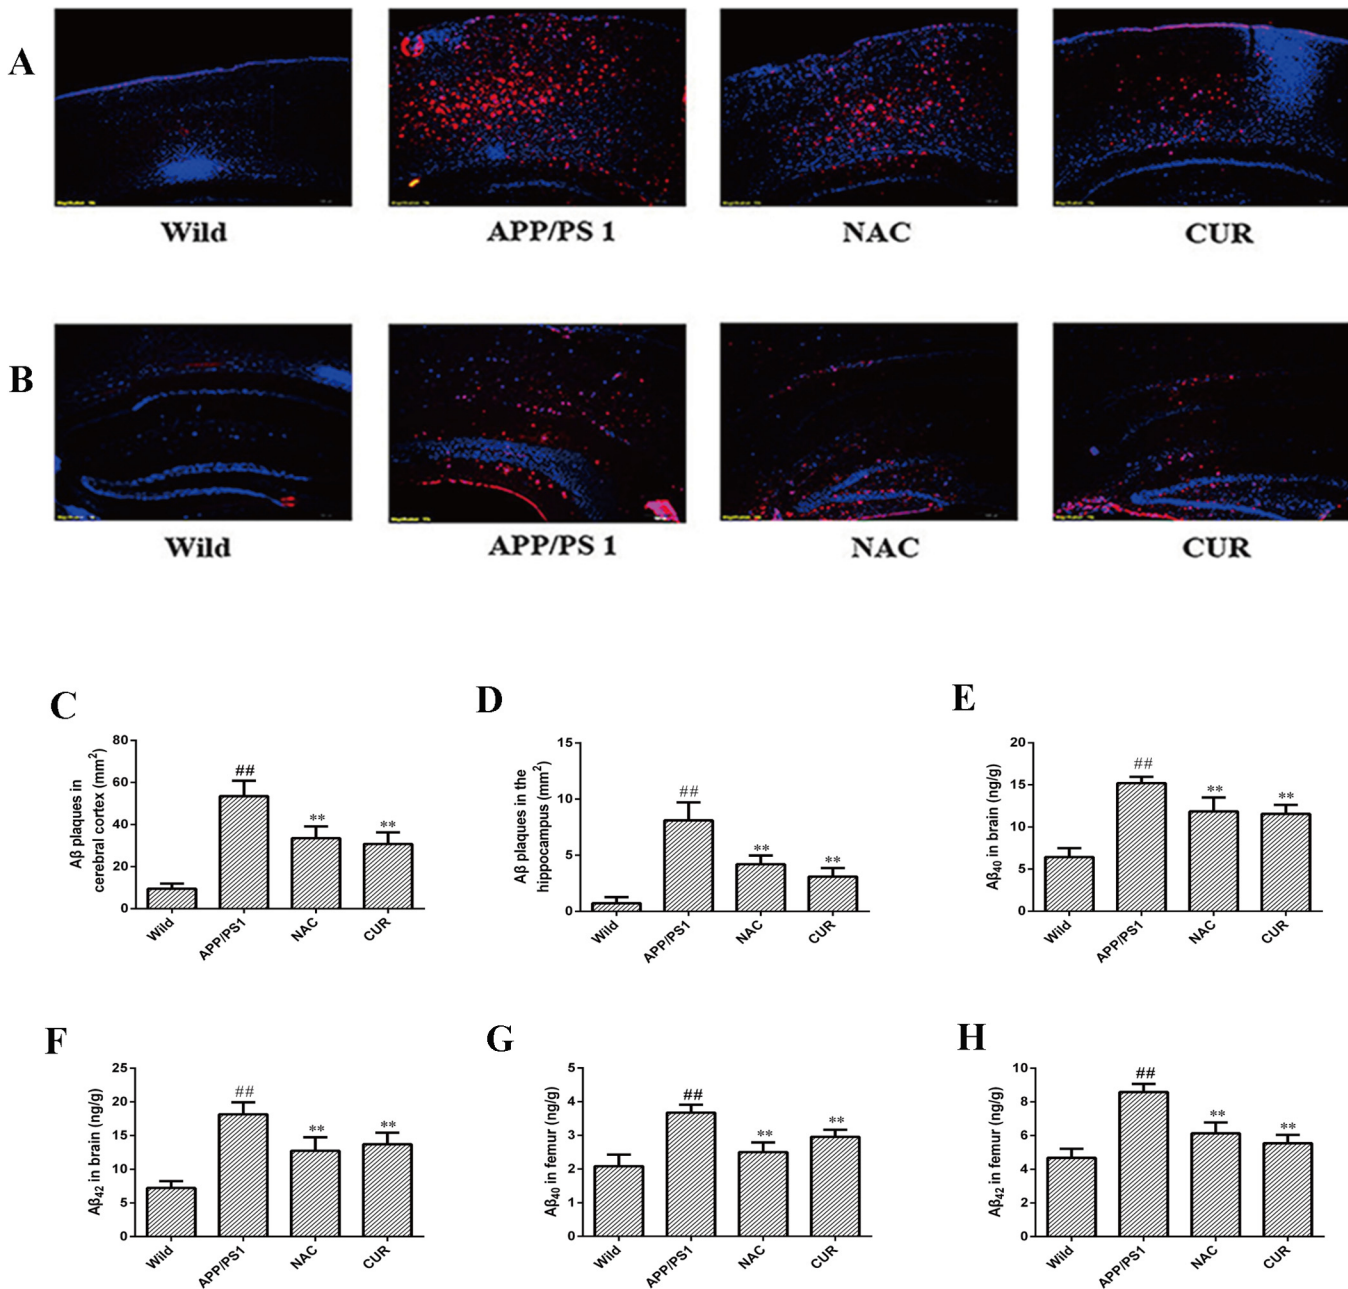 A
Wild APP/PS 1 NAC CUR
B
Wild APP/PS 1 NAC CUR
C
Aβ plaques in
cerebral cortex (mm²)
80
60
40
20
0
##
**
**
Wild APP/PS1 NAC CUR
D
Aβ plaques in the
hippocampus (mm²)
15
10
5
0
##
**
**
Wild APP/PS1 NAC CUR
E
Aβ₄₀ in brain (ng/g)
20
15
10
5
0
##
**
**
Wild APP/PS1 NAC CUR
F
Aβ₄₂ in brain (ng/g)
25
20
15
10
5
0
##
**
**
Wild APP/PS1 NAC CUR
G
Aβ₄₀ in femur (ng/g)
5
4
3
2
1
0
##
**
**
Wild APP/PS1 NAC CUR
H
Aβ₄₂ in femur (ng/g)
10
8
6
4
2
0
##
**
**
Wild APP/PS1 NAC CUR